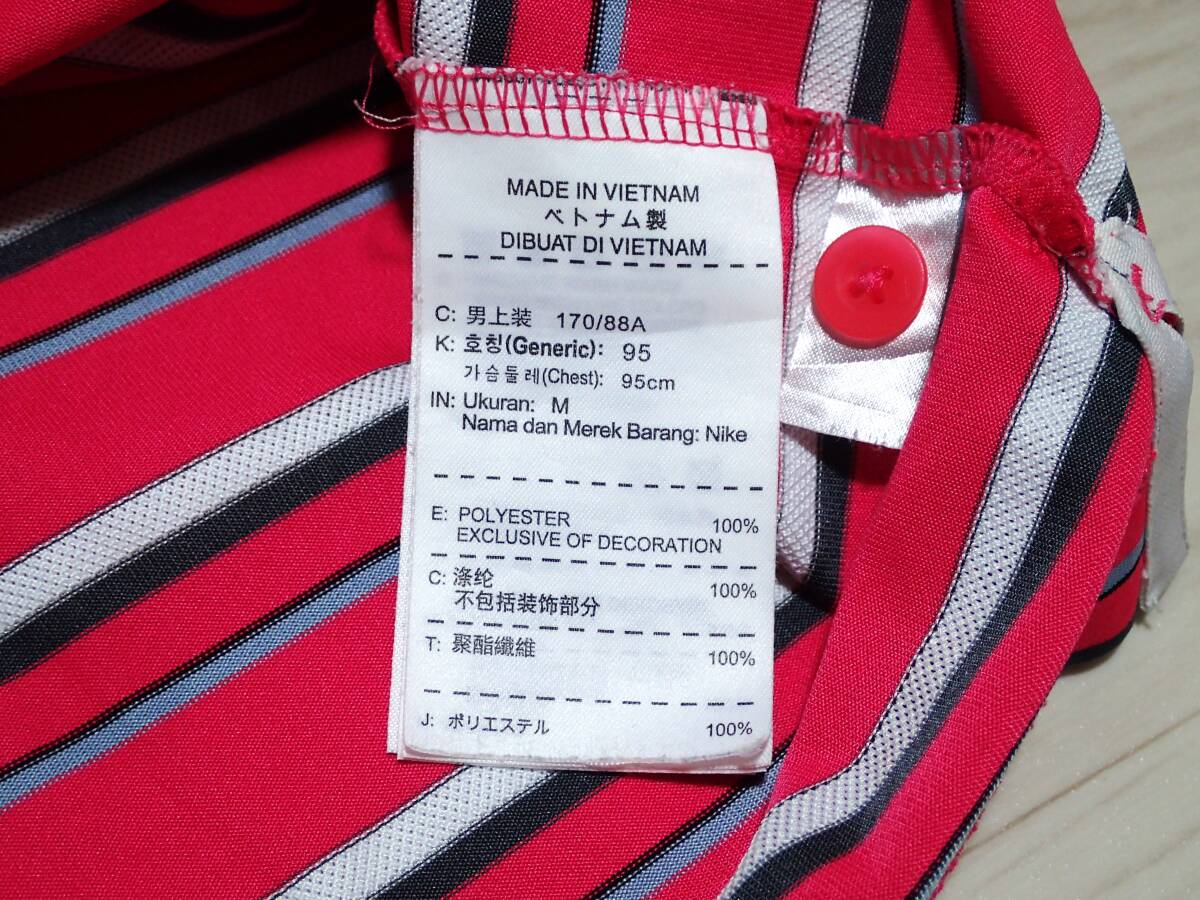 MADE IN VIETNAM
ベトナム製
DIBUAT DI VIETNAM
C: 男上装 170/88A
K: 호칭(Generic): 95
가슴둘레(Chest): 95cm
IN: Ukuran: M
Nama dan Merek Barang: Nike
E: POLYESTER 100%
EXCLUSIVE OF DECORATION
C: 涤纶 100%
不包括装饰部分
T: 聚酯纖維 100%
J: ポリエステル 100%